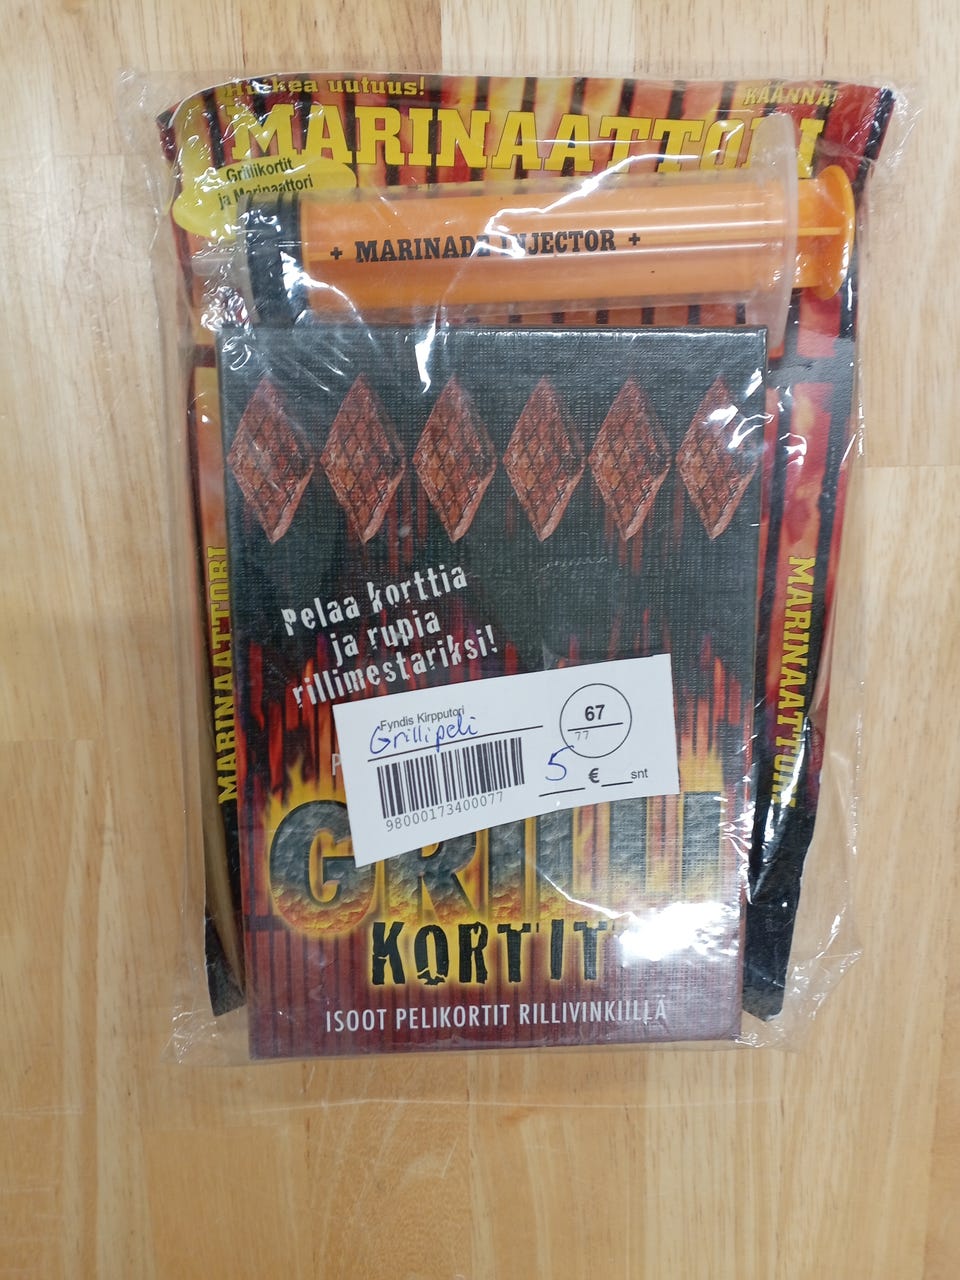 uutuus!
KÄÄNNÄ!
MARINAATTORI
Grillikortit
ja Marinaattori
+ MARINADE INJECTOR +
MARINAATTORI
MARINAATTORI
Pelaa korttia
ja rupia
rillimestariksi!
Fyndis Kirpputori
Grillipeli
67
77
5 € snt
98000173400077
GRILLI
KORTIT
ISOOT PELIKORTIT RILLIVINKIILLÄ